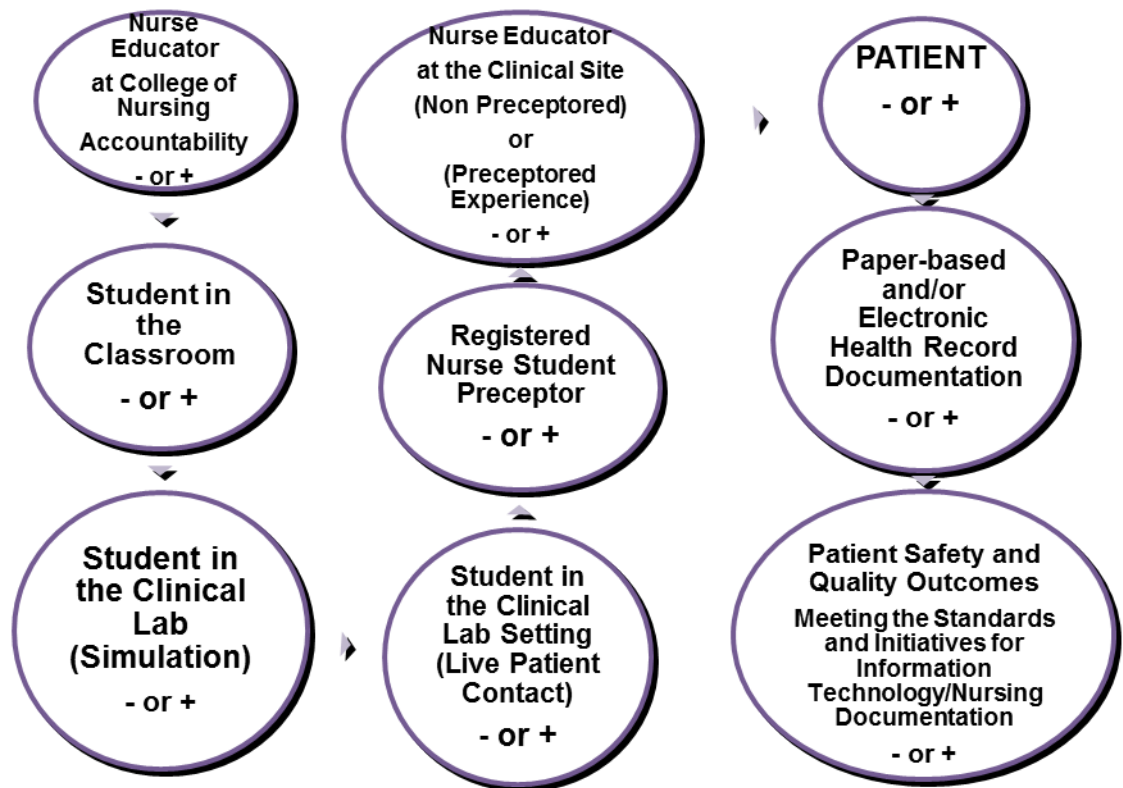 Nurse
Educator
at College of
Nursing
Accountability
- or +
Student in
the
Classroom
- or +
Student in
the Clinical
Lab
(Simulation)
- or +
Student in
the Clinical
Lab Setting
(Live Patient
Contact)
- or +
Registered
Nurse Student
Preceptor
- or +
Nurse Educator
at the Clinical Site
(Non Preceptored)
or
(Preceptored
Experience)
- or +
PATIENT
- or +
Paper-based
and/or
Electronic
Health Record
Documentation
- or +
Patient Safety and
Quality Outcomes
Meeting the Standards
and Initiatives for
Information
Technology/Nursing
Documentation
- or +